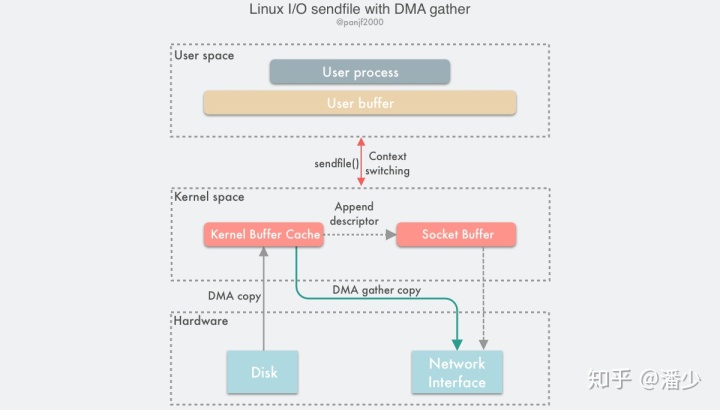 Linux I/O sendfile with DMA gather
@panjf2000
User space
User process
User buffer
sendfile()
Context
switching
Kernel space
Append
descriptor
Kernel Buffer Cache
Socket Buffer
DMA copy
DMA gather copy
Hardware
Disk
Network
Interface
知乎 @潘少